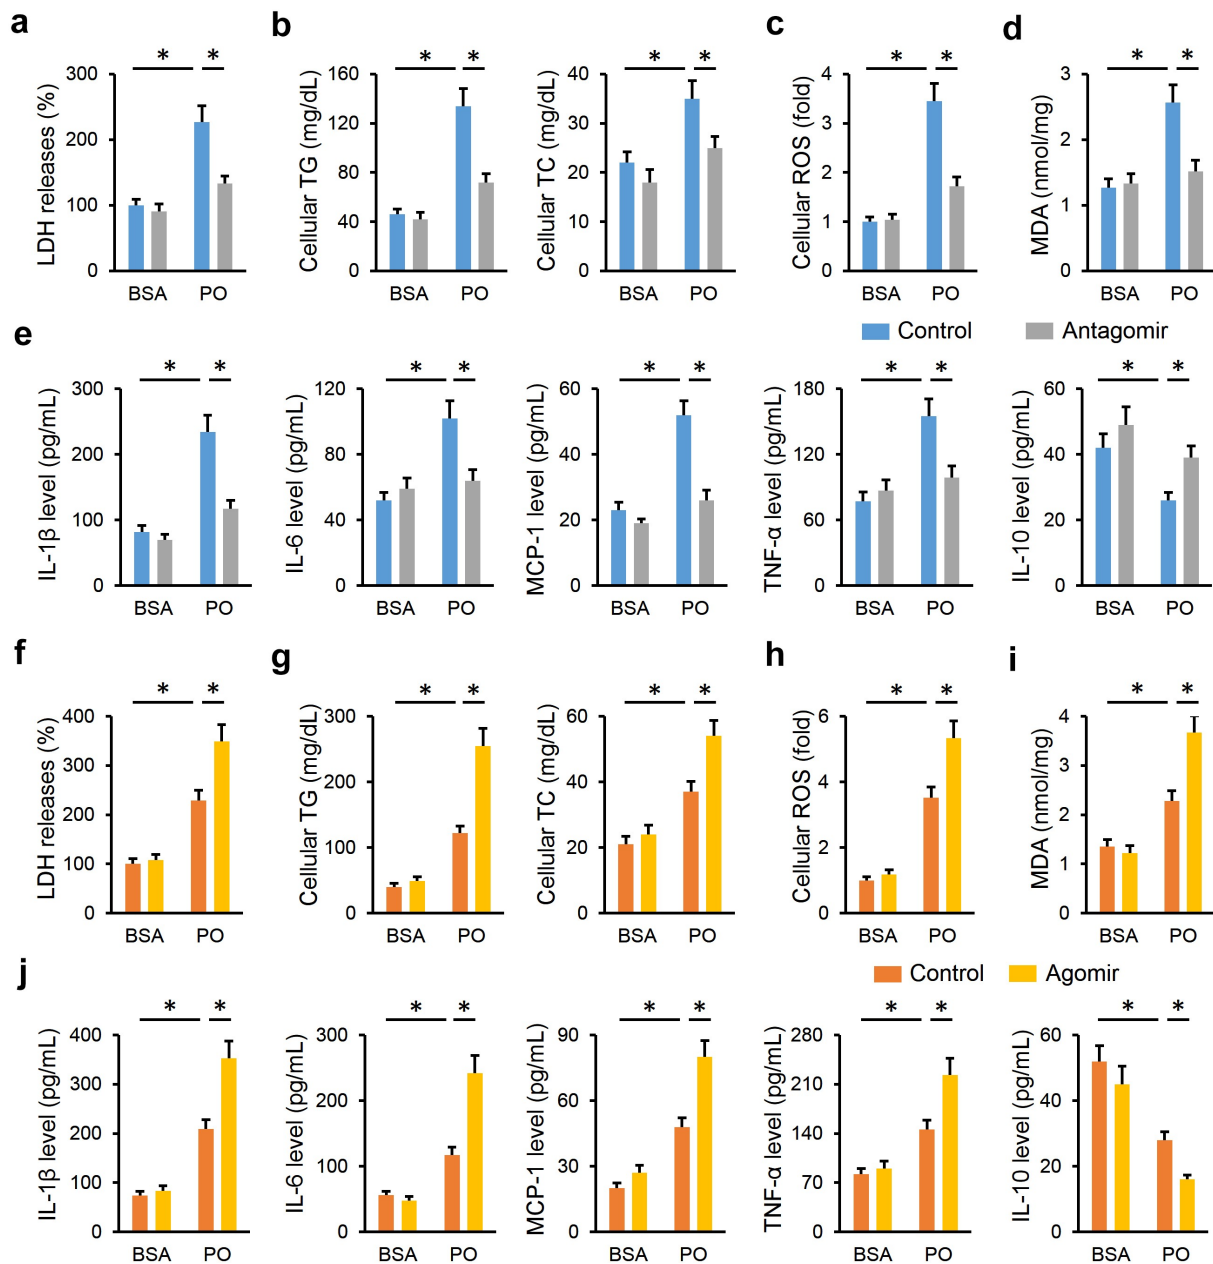 a
b
c
d
* *
* *
* *
* *
* *
LDH releases (%)
300
200
100
0
BSA PO
Cellular TG (mg/dL)
160
120
80
40
0
BSA PO
Cellular TC (mg/dL)
40
30
20
10
0
BSA PO
Cellular ROS (fold)
4
3
2
1
0
BSA PO
MDA (nmol/mg)
3
2
1
0
BSA PO
Control Antagomir
e
* *
* *
* *
* *
* *
IL-1β level (pg/mL)
300
200
100
0
BSA PO
IL-6 level (pg/mL)
120
80
40
0
BSA PO
MCP-1 level (pg/mL)
60
40
20
0
BSA PO
TNF-α level (pg/mL)
180
120
60
0
BSA PO
IL-10 level (pg/mL)
60
40
20
0
BSA PO
f
g
h
i
* *
* *
* *
* *
* *
LDH releases (%)
400
300
200
100
0
BSA PO
Cellular TG (mg/dL)
300
200
100
0
BSA PO
Cellular TC (mg/dL)
60
40
20
0
BSA PO
Cellular ROS (fold)
6
4
2
0
BSA PO
MDA (nmol/mg)
4
3
2
1
0
BSA PO
Control Agomir
j
* *
* *
* *
* *
* *
IL-1β level (pg/mL)
400
300
200
100
0
BSA PO
IL-6 level (pg/mL)
300
200
100
0
BSA PO
MCP-1 level (pg/mL)
90
60
30
0
BSA PO
TNF-α level (pg/mL)
280
210
140
70
0
BSA PO
IL-10 level (pg/mL)
60
40
20
0
BSA PO